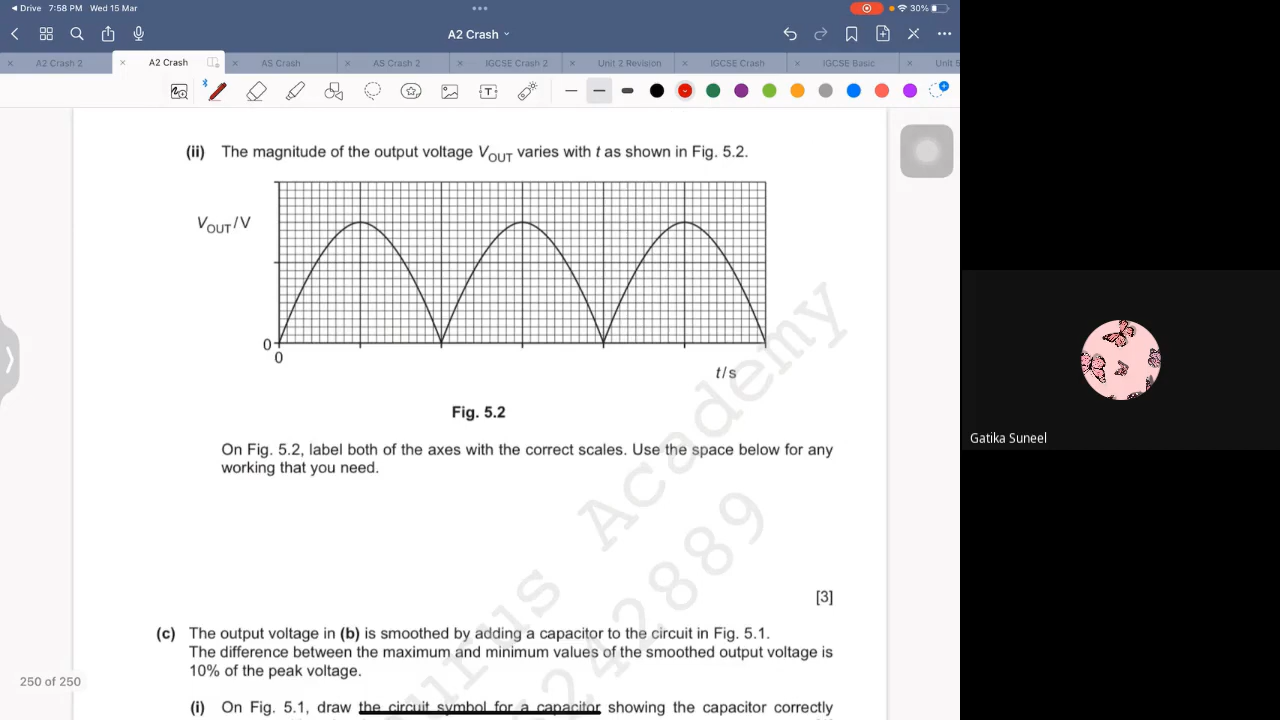 Drive 7:58 PM Wed 15 Mar
30%
A2 Crash
A2 Crash 2
A2 Crash
AS Crash
AS Crash 2
IGCSE Crash 2
Unit 2 Revision
IGCSE Crash
IGCSE Basic
Unit 5
(ii) The magnitude of the output voltage VOUT varies with t as shown in Fig. 5.2.
VOUT/V
0
0
t/s
Fig. 5.2
On Fig. 5.2, label both of the axes with the correct scales. Use the space below for any
working that you need.
[3]
(c) The output voltage in (b) is smoothed by adding a capacitor to the circuit in Fig. 5.1.
The difference between the maximum and minimum values of the smoothed output voltage is
10% of the peak voltage.
250 of 250
(i) On Fig. 5.1, draw the circuit symbol for a capacitor showing the capacitor correctly
Academy
Gatika Suneel